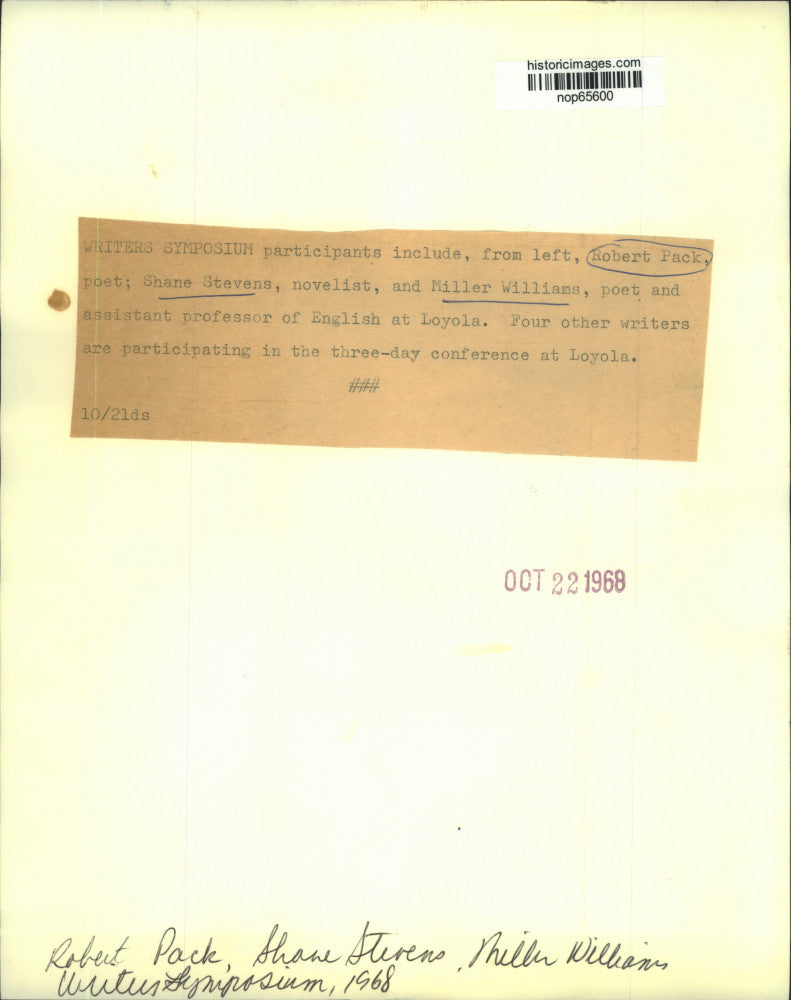 historicimages.com
nop65600
WRITERS SYMPOSIUM participants include, from left, Robert Pack,
poet; Shane Stevens, novelist, and Miller Williams, poet and
assistant professor of English at Loyola. Four other writers
are participating in the three-day conference at Loyola.
###
10/21ds
OCT 22 1968
Robert Pack, Shane Stevens, Miller Williams
Writers Symposium, 1968